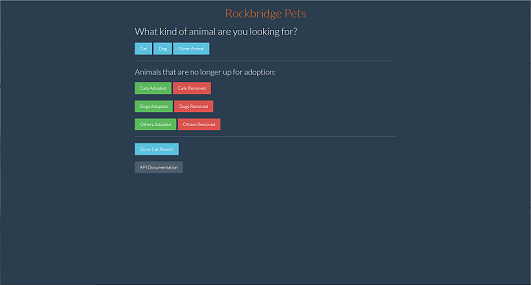 Rockbridge Pets
What kind of animal are you looking for?
Cat Dog Other Animal
Animals that are no longer up for adoption:
Cats Adopted Cats Removed
Dogs Adopted Dogs Removed
Others Adopted Others Removed
Go to Cat Rescue!
API Documentation